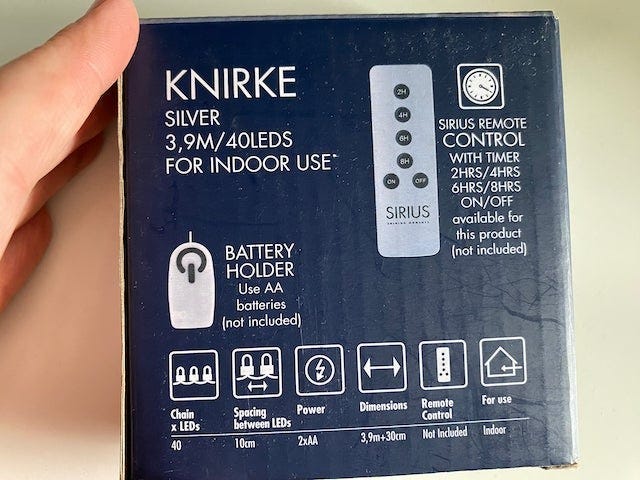 KNIRKE
SILVER
3,9M/40LEDS
FOR INDOOR USE
2H
4H
6H
8H
ON OFF
SIRIUS
SIRIUS REMOTE
CONTROL
WITH TIMER
2HRS/4HRS
6HRS/8HRS
ON/OFF
available for
this product
(not included)
BATTERY
HOLDER
Use AA
batteries
(not included)
Chain
x LEDs
40
Spacing
between LEDs
10cm
Power
2xAA
Dimensions
3,9m+30cm
Remote
Control
Not Included
For use
Indoor